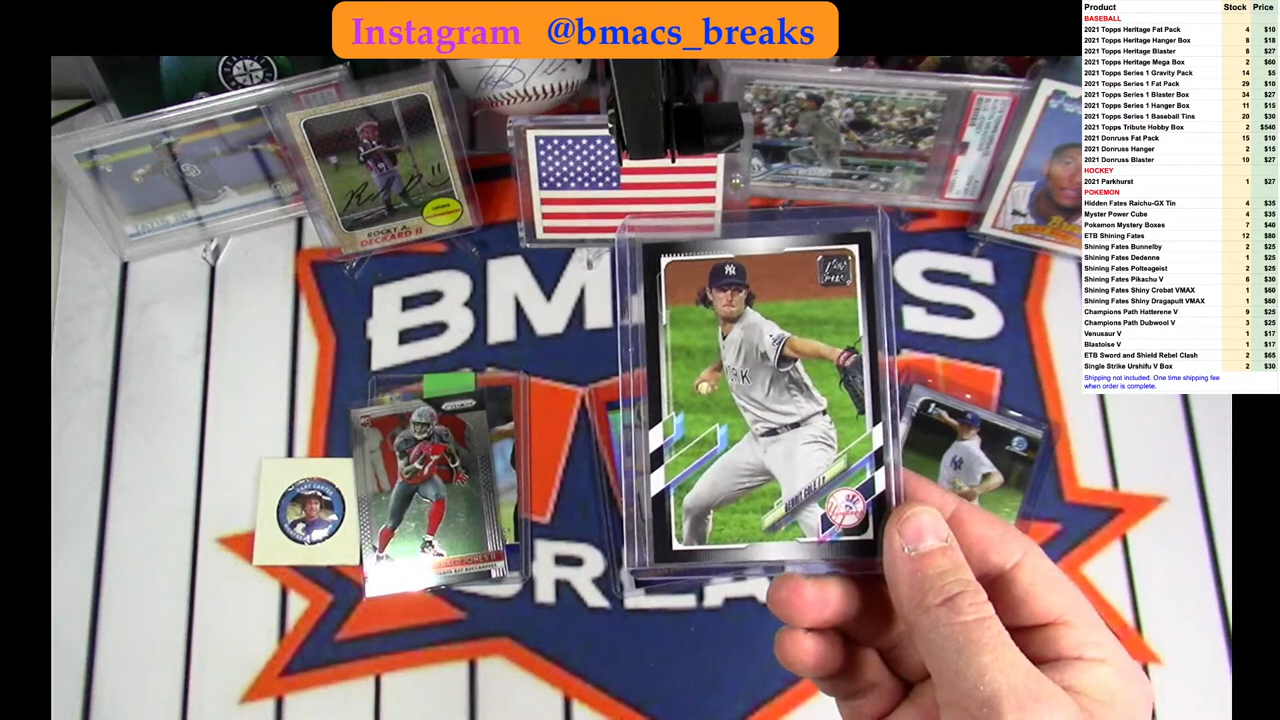 Instagram @bmacs_breaks
Product Stock Price
BASEBALL
2021 Topps Heritage Fat Pack 4 $10
2021 Topps Heritage Hanger Box 8 $18
2021 Topps Heritage Blaster 8 $27
2021 Topps Heritage Mega Box 2 $60
2021 Topps Series 1 Gravity Pack 14 $5
2021 Topps Series 1 Fat Pack 29 $10
2021 Topps Series 1 Blaster Box 34 $27
2021 Topps Series 1 Hanger Box 11 $15
2021 Topps Series 1 Baseball Tins 20 $30
2021 Topps Tribute Hobby Box 2 $540
2021 Donruss Fat Pack 15 $10
2021 Donruss Hanger 2 $15
2021 Donruss Blaster 10 $27
HOCKEY
2021 Parkhurst 1 $27
POKEMON
Hidden Fates Raichu-GX Tin 4 $35
Myster Power Cube 4 $35
Pokemon Mystery Boxes 7 $40
ETB Shining Fates 12 $80
Shining Fates Bunnelby 2 $25
Shining Fates Dedenne 1 $25
Shining Fates Polteageist 2 $25
Shining Fates Pikachu V 6 $30
Shining Fates Shiny Crobat VMAX 1 $60
Shining Fates Shiny Dragapult VMAX 1 $60
Champions Path Hatterene V 9 $25
Champions Path Dubwool V 3 $25
Venusaur V 1 $17
Blastoise V 1 $17
ETB Sword and Shield Rebel Clash 2 $65
Single Strike Urshifu V Box 2 $30
Shipping not included. One time shipping fee
when order is complete.
ROCKY A.
DECKARD II
BM
S
GERRIT COLE
Yankees
GARY CARTER
PRIZM
TAMPA BAY BUCCANEERS
1st